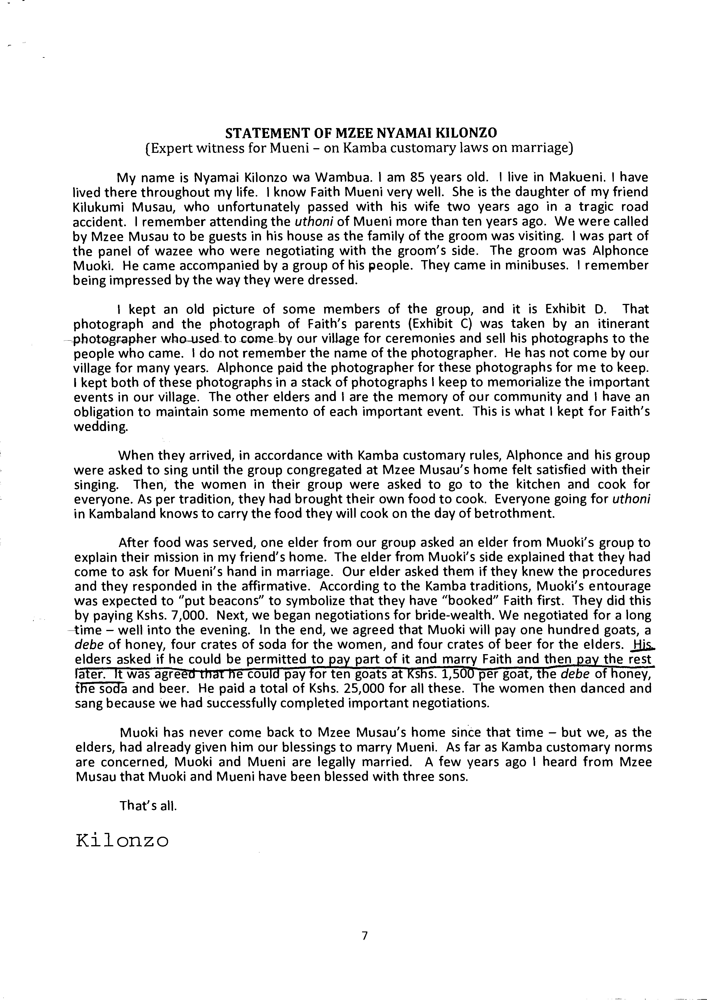 STATEMENT OF MZEE NYAMAI KILONZO
(Expert witness for Mueni – on Kamba customary laws on marriage)
My name is Nyamai Kilonzo wa Wambua. I am 85 years old. I live in Makueni. I have
lived there throughout my life. I know Faith Mueni very well. She is the daughter of my friend
Kilukumi Musau, who unfortunately passed with his wife two years ago in a tragic road
accident. I remember attending the uthoni of Mueni more than ten years ago. We were called
by Mzee Musau to be guests in his house as the family of the groom was visiting. I was part of
the panel of wazee who were negotiating with the groom's side. The groom was Alphonce
Muoki. He came accompanied by a group of his people. They came in minibuses. I remember
being impressed by the way they were dressed.
I kept an old picture of some members of the group, and it is Exhibit D. That
photograph and the photograph of Faith's parents (Exhibit C) was taken by an itinerant
photographer who used to come by our village for ceremonies and sell his photographs to the
people who came. I do not remember the name of the photographer. He has not come by our
village for many years. Alphonce paid the photographer for these photographs for me to keep.
I kept both of these photographs in a stack of photographs I keep to memorialize the important
events in our village. The other elders and I are the memory of our community and I have an
obligation to maintain some memento of each important event. This is what I kept for Faith's
wedding.
When they arrived, in accordance with Kamba customary rules, Alphonce and his group
were asked to sing until the group congregated at Mzee Musau's home felt satisfied with their
singing. Then, the women in their group were asked to go to the kitchen and cook for
everyone. As per tradition, they had brought their own food to cook. Everyone going for uthoni
in Kambaland knows to carry the food they will cook on the day of betrothment.
After food was served, one elder from our group asked an elder from Muoki's group to
explain their mission in my friend's home. The elder from Muoki's side explained that they had
come to ask for Mueni's hand in marriage. Our elder asked them if they knew the procedures
and they responded in the affirmative. According to the Kamba traditions, Muoki's entourage
was expected to "put beacons" to symbolize that they have "booked" Faith first. They did this
by paying Kshs. 7,000. Next, we began negotiations for bride-wealth. We negotiated for a long
time – well into the evening. In the end, we agreed that Muoki will pay one hundred goats, a
debe of honey, four crates of soda for the women, and four crates of beer for the elders. His
elders asked if he could be permitted to pay part of it and marry Faith and then pay the rest
later. It was agreed that he could pay for ten goats at Kshs. 1,500 per goat, the debe of honey,
the soda and beer. He paid a total of Kshs. 25,000 for all these. The women then danced and
sang because we had successfully completed important negotiations.
Muoki has never come back to Mzee Musau's home since that time – but we, as the
elders, had already given him our blessings to marry Mueni. As far as Kamba customary norms
are concerned, Muoki and Mueni are legally married. A few years ago I heard from Mzee
Musau that Muoki and Mueni have been blessed with three sons.
That's all.
Kilonzo
7